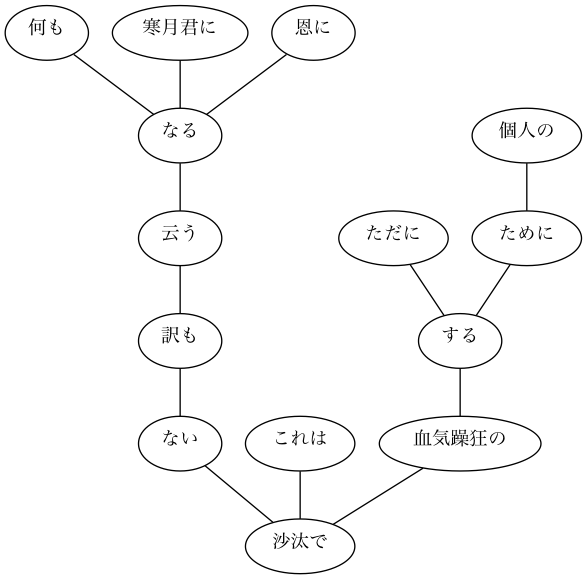 何も 寒月君に 恩に
なる 個人の
云う ただに ために
訳も する
ない これは 血気躁狂の
沙汰で